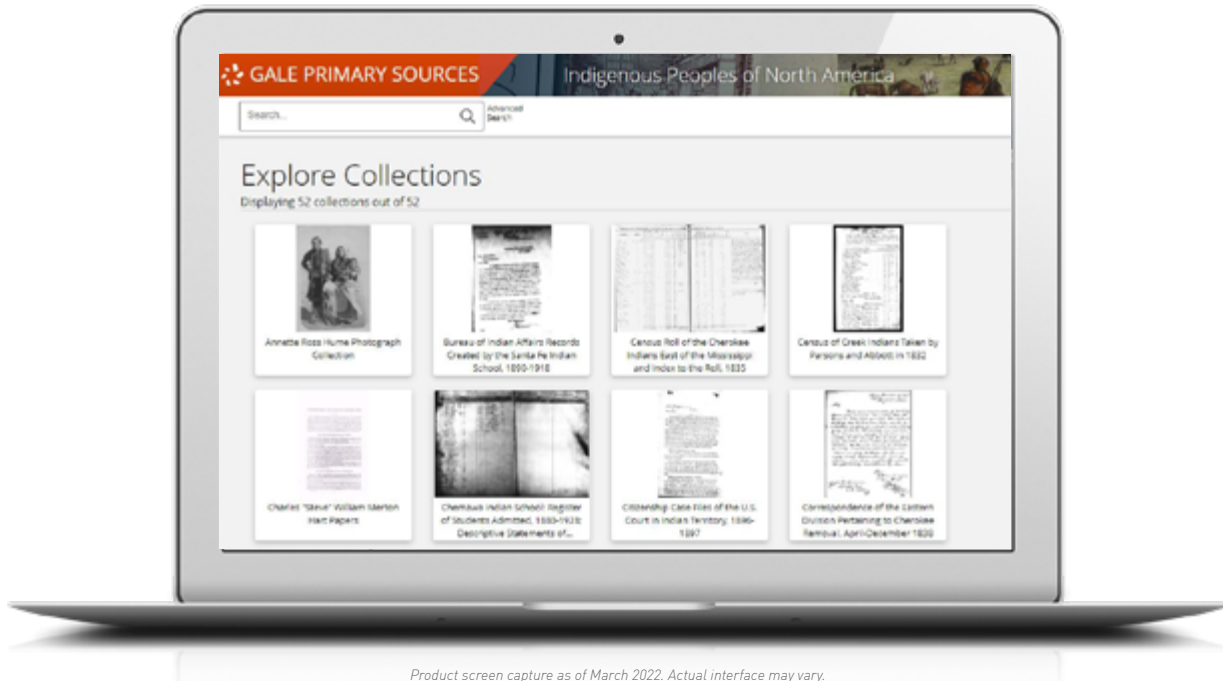 GALE PRIMARY SOURCES
Indigenous Peoples of North America
Search...
Advanced
Search
Explore Collections
Displaying 52 collections out of 52
Annette Ross Hume Photograph
Collection
Bureau of Indian Affairs Records
Created by the Santa Fe Indian
School, 1890-1918
Census Roll of the Cherokee
Indians East of the Mississippi
and Index to the Roll, 1835
Census of Creek Indians Taken by
Parsons and Abbott in 1832
Charles "Steve" William Merton
Hart Papers
Chemawa Indian School: Register
of Students Admitted, 1880-1928;
Descriptive Statements of...
Citizenship Case Files of the U.S.
Court in Indian Territory, 1896-
1897
Correspondence of the Eastern
Division Pertaining to Cherokee
Removal, April-December 1838
Product screen capture as of March 2022. Actual interface may vary.